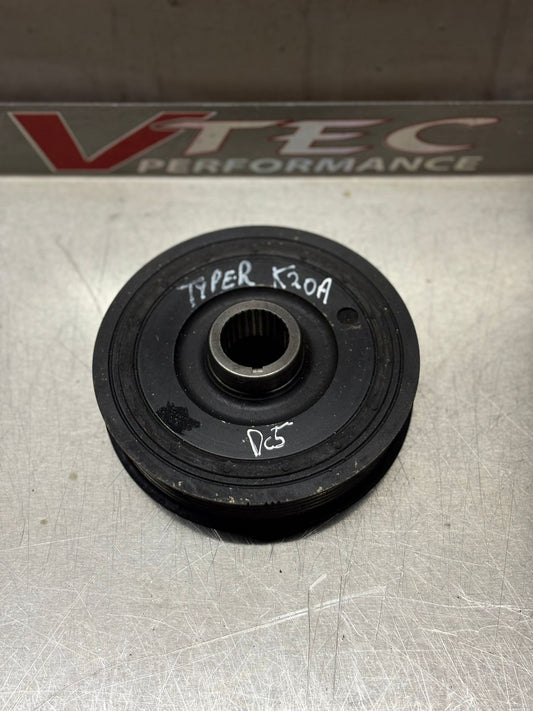 VTEC
PERFORMANCE
TYPER K20A
DC5